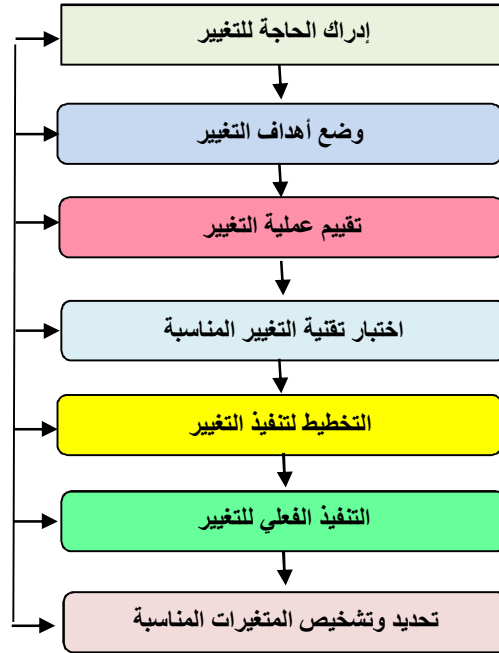 إدراك الحاجة للتغيير
وضع أهداف التغيير
تقييم عملية التغيير
اختبار تقنية التغيير المناسبة
التخطيط لتنفيذ التغيير
التنفيذ الفعلي للتغيير
تحديد وتشخيص المتغيرات المناسبة